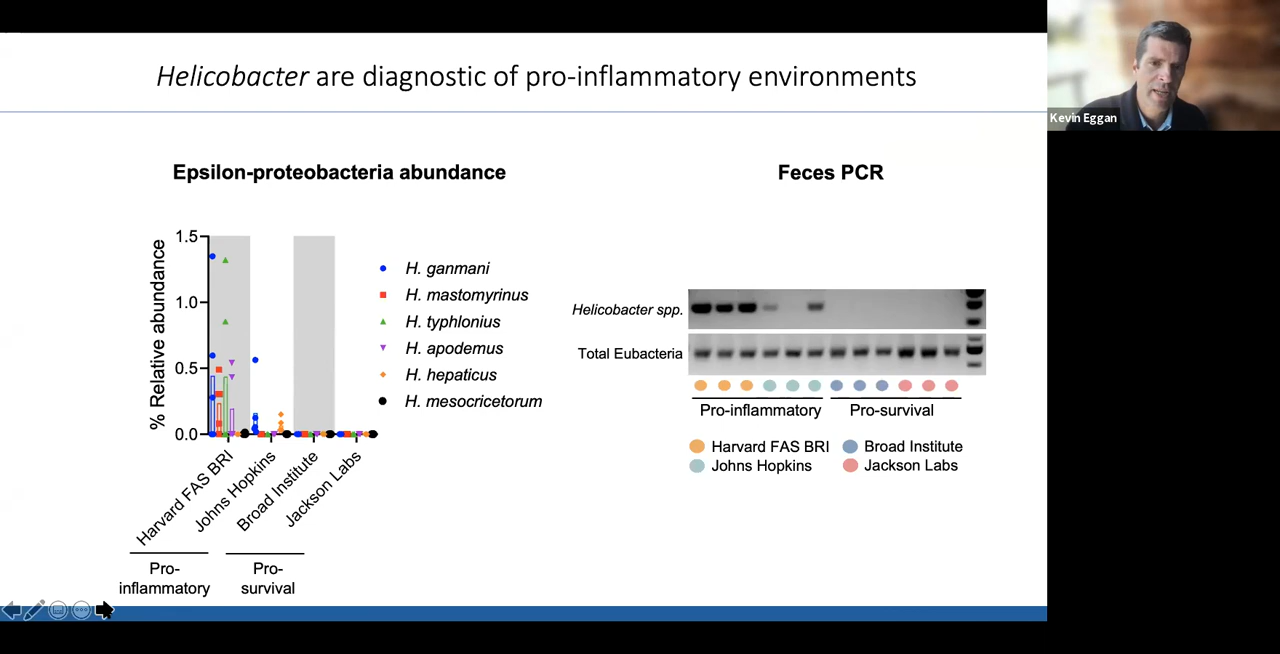 Helicobacter are diagnostic of pro-inflammatory environments
Kevin Eggan
Epsilon-proteobacteria abundance
% Relative abundance
1.5
1.0
0.5
0.0
Harvard FAS BRI
Johns Hopkins
Broad Institute
Jackson Labs
Pro-
inflammatory
Pro-
survival
H. ganmani
H. mastomyrinus
H. typhlonius
H. apodemus
H. hepaticus
H. mesocricetorum
Feces PCR
Helicobacter spp.
Total Eubacteria
Pro-inflammatory
Pro-survival
Harvard FAS BRI
Broad Institute
Johns Hopkins
Jackson Labs